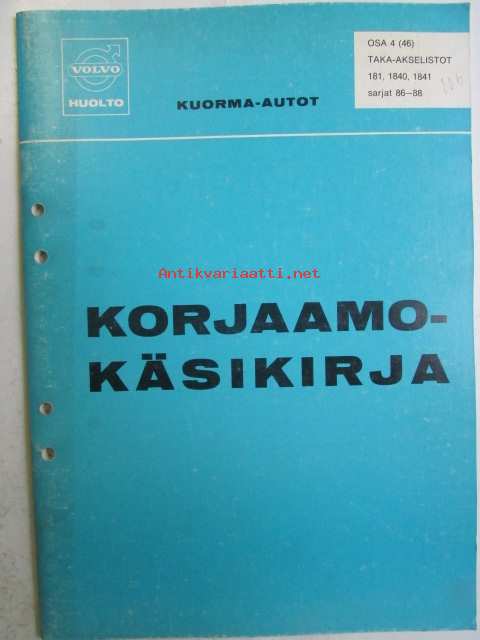 VOLVO
HUOLTO
KUORMA-AUTOT
OSA 4 (46)
TAKA-AKSELISTOT
181, 1840, 1841
sarjat 86—88
Antikvariaatti.net
KORJAAMO-
KÄSIKIRJA